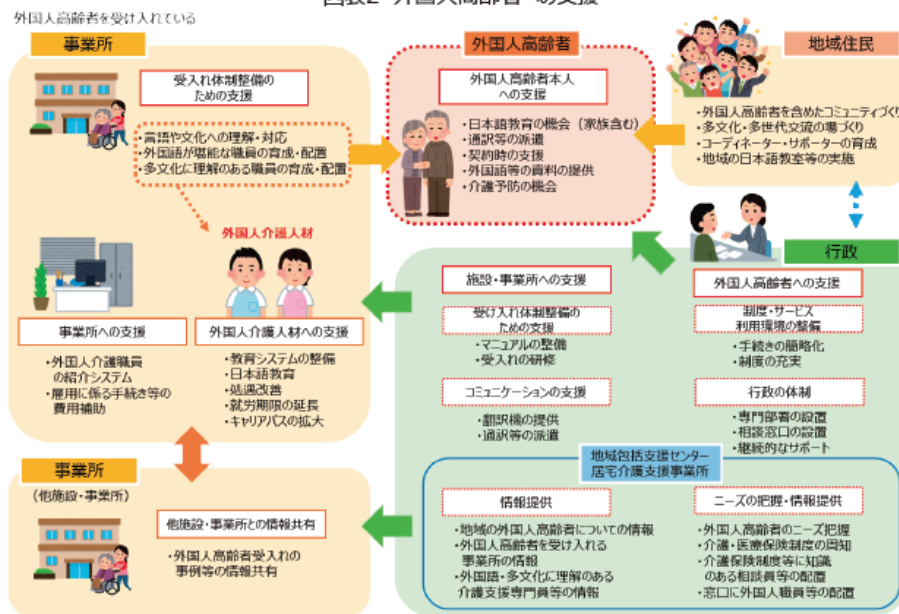 図表2 外国人高齢者への支援
外国人高齢者を受け入れている
事業所
受入れ体制整備の
ための支援
・言語や文化への理解・対応
・外国語が堪能な職員の育成・配置
・多文化に理解のある職員の育成・配置
外国人高齢者
外国人高齢者本人
への支援
・日本語教育の機会（家族含む）
・通訳等の派遣
・契約時の支援
・外国語等の資料の提供
・介護予防の機会
地域住民
・外国人高齢者を含めたコミュニティづくり
・多文化・多世代交流の場づくり
・コーディネーター・サポーターの育成
・地域の日本語教室等の実施
外国人介護人材
事業所への支援
・外国人介護職員
の紹介システム
・雇用に係る手続き等の
費用補助
外国人介護人材への支援
・教育システムの整備
・日本語教育
・処遇改善
・就労期限の延長
・キャリアパスの拡大
行政
施設・事業所への支援
受け入れ体制整備の
ための支援
・マニュアルの整備
・受入れの研修
コミュニケーションの支援
・翻訳機の提供
・通訳等の派遣
外国人高齢者への支援
制度・サービス
利用環境の整備
・手続きの簡略化
・制度の充実
行政の体制
・専門部署の設置
・相談窓口の設置
・継続的なサポート
地域包括支援センター
居宅介護支援事業所
情報提供
・地域の外国人高齢者についての情報
・外国人高齢者を受け入れる
事業所の情報
・外国語・多文化に理解のある
介護支援専門員等の情報
ニーズの把握・情報提供
・外国人高齢者のニーズ把握
・介護・医療保険制度の周知
・介護保険制度等に知識
のある相談員等の配置
・窓口に外国人職員等の配置
事業所
(他施設・事業所)
他施設・事業所との情報共有
・外国人高齢者受入れの
事例等の情報共有